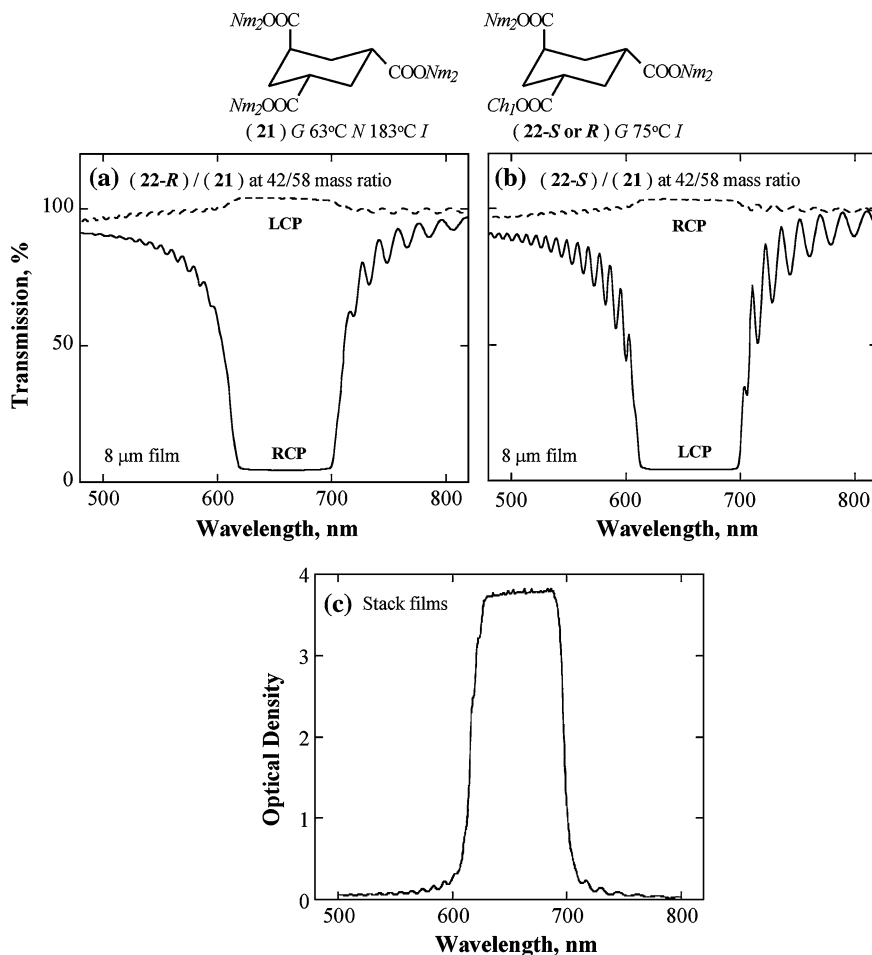 Nm2OOC
COONm2
Nm2OOC
(21) G 63°C N 183°C I
Nm2OOC
COONm2
Ch1OOC
(22-S or R) G 75°C I
(a) (22-R) / (21) at 42/58 mass ratio
LCP
RCP
8 μm film
100
50
0
Transmission, %
500 600 700 800
Wavelength, nm
(b) (22-S) / (21) at 42/58 mass ratio
RCP
LCP
8 μm film
500 600 700 800
Wavelength, nm
(c) Stack films
4
3
2
1
0
Optical Density
500 600 700 800
Wavelength, nm